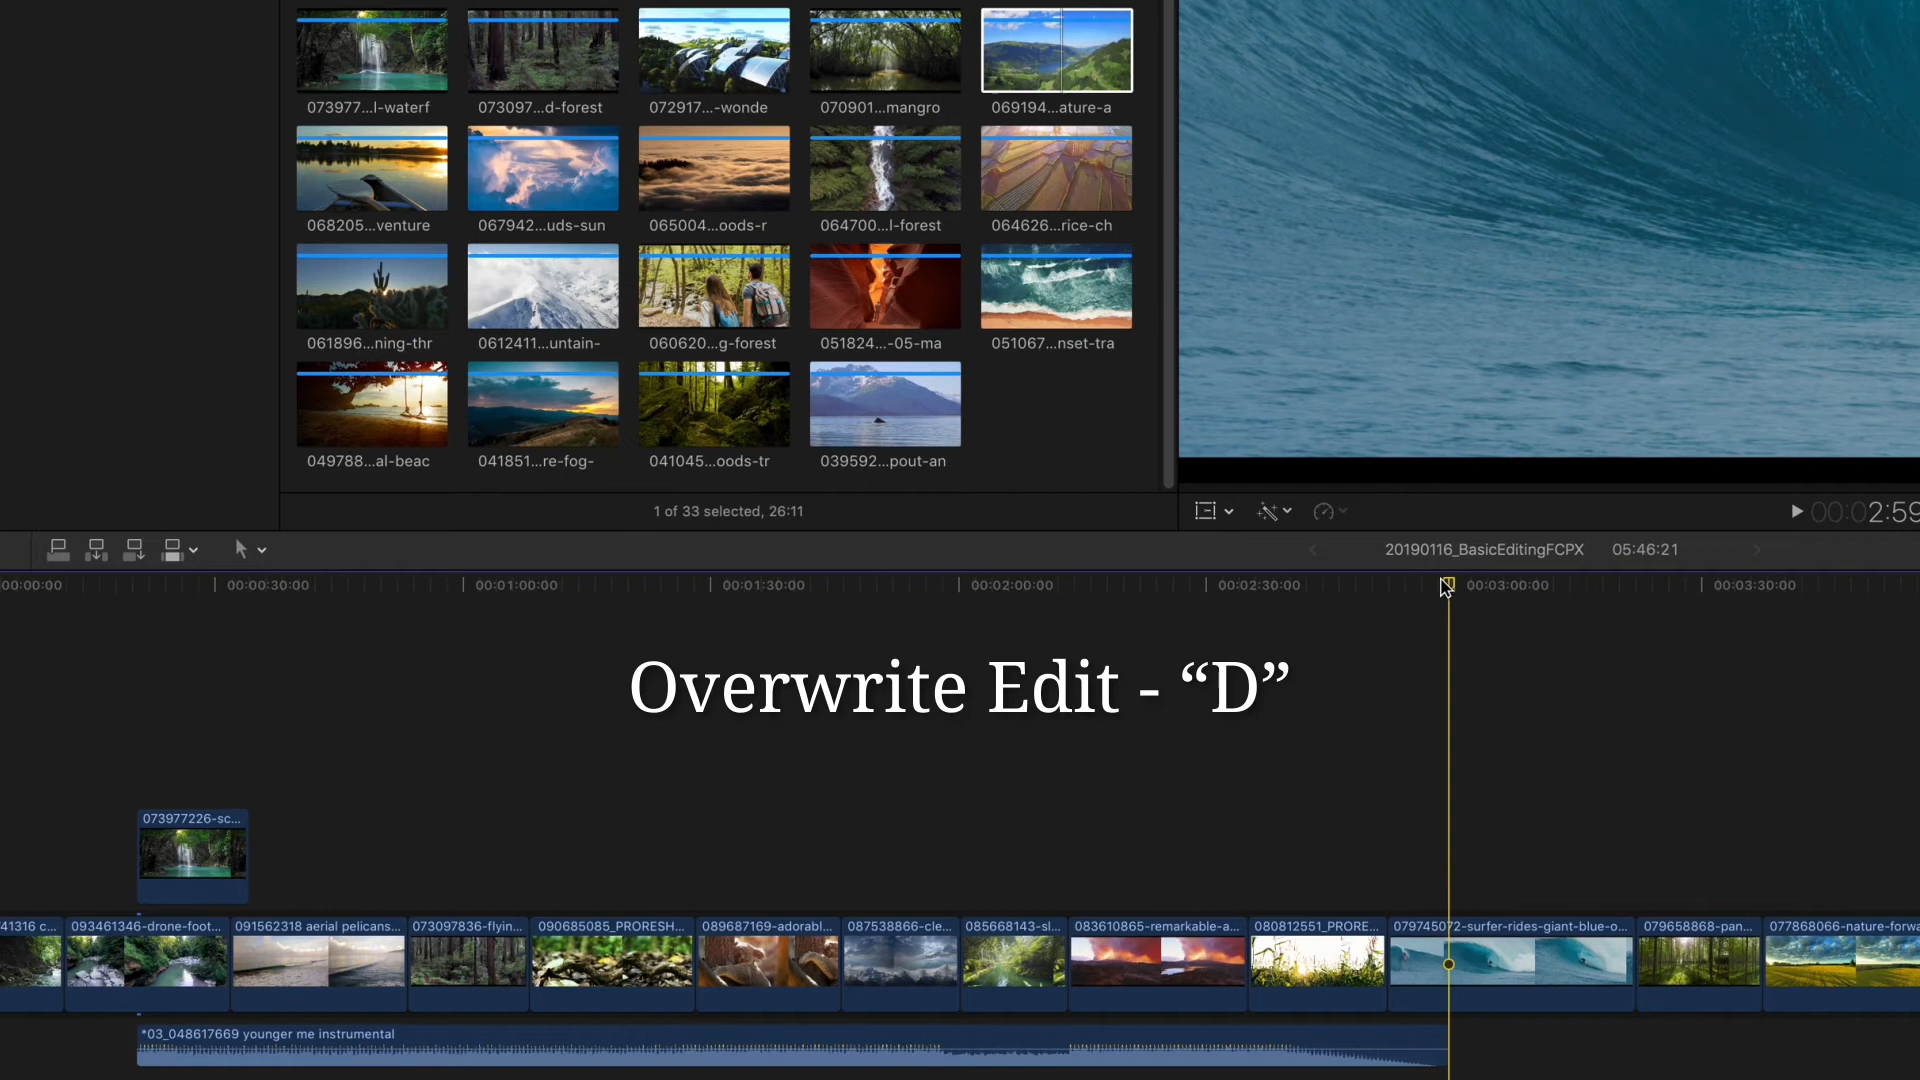 073977...l-waterf
073097...d-forest
072917...-wonde
070901...mangro
069194...ature-a
068205...venture
067942...uds-sun
065004...oods-r
064700...l-forest
064626...rice-ch
061896...ning-thr
0612411...untain-
060620...g-forest
051824...-05-ma
051067...nset-tra
049788...al-beac
041851...re-fog-
041045...oods-tr
039592...pout-an
1 of 33 selected, 26:11
00:02:59
20190116_BasicEditingFCPX
05:46:21
00:00:00
00:00:30:00
00:01:00:00
00:01:30:00
00:02:00:00
00:02:30:00
00:03:00:00
00:03:30:00
Overwrite Edit - “D”
073977226-sc...
41316 c...
093461346-drone-foot...
091562318 aerial pelicans...
073097836-flyin...
090685085_PRORESH...
089687169-adorabl...
087538866-cle...
085668143-sl...
083610865-remarkable-a...
080812551_PRORE...
079745072-surfer-rides-giant-blue-o...
079658868-pan...
077868066-nature-forwa
*03_048617669 younger me instrumental